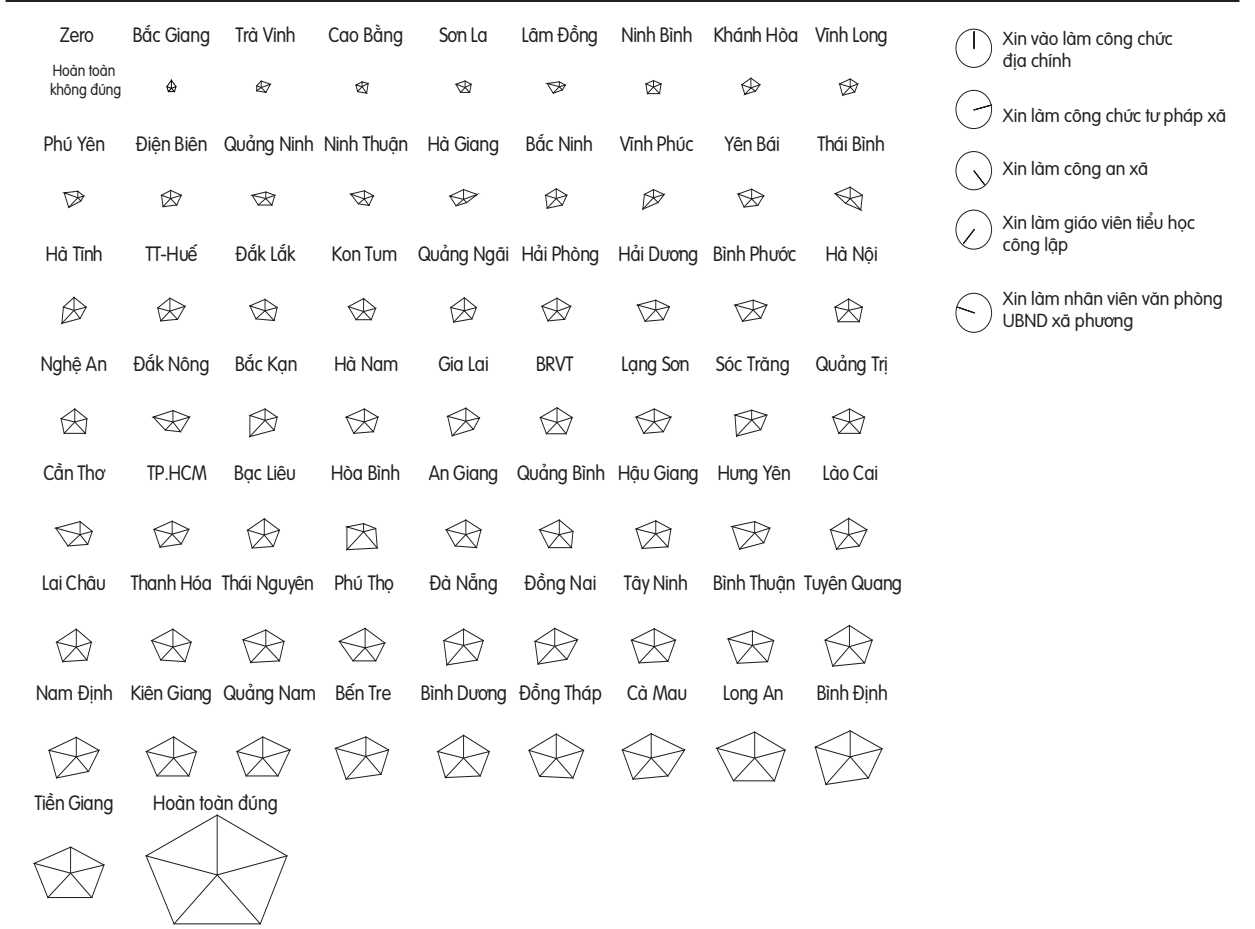 Zero Bắc Giang Trà Vinh Cao Bằng Sơn La Lâm Đồng Ninh Bình Khánh Hòa Vĩnh Long
Hoàn toàn
không đúng
Phú Yên Điện Biên Quảng Ninh Ninh Thuận Hà Giang Bắc Ninh Vĩnh Phúc Yên Bái Thái Bình
Hà Tĩnh TT-Huế Đắk Lắk Kon Tum Quảng Ngãi Hải Phòng Hải Dương Bình Phước Hà Nội
Nghệ An Đắk Nông Bắc Kạn Hà Nam Gia Lai BRVT Lạng Sơn Sóc Trăng Quảng Trị
Cần Thơ TP.HCM Bạc Liêu Hòa Bình An Giang Quảng Bình Hậu Giang Hưng Yên Lào Cai
Lai Châu Thanh Hóa Thái Nguyên Phú Thọ Đà Nẵng Đồng Nai Tây Ninh Bình Thuận Tuyên Quang
Nam Định Kiên Giang Quảng Nam Bến Tre Bình Dương Đồng Tháp Cà Mau Long An Bình Định
Tiền Giang Hoàn toàn đúng
Xin vào làm công chức
địa chính
Xin làm công chức tư pháp xã
Xin làm công an xã
Xin làm giáo viên tiểu học
công lập
Xin làm nhân viên văn phòng
UBND xã phương